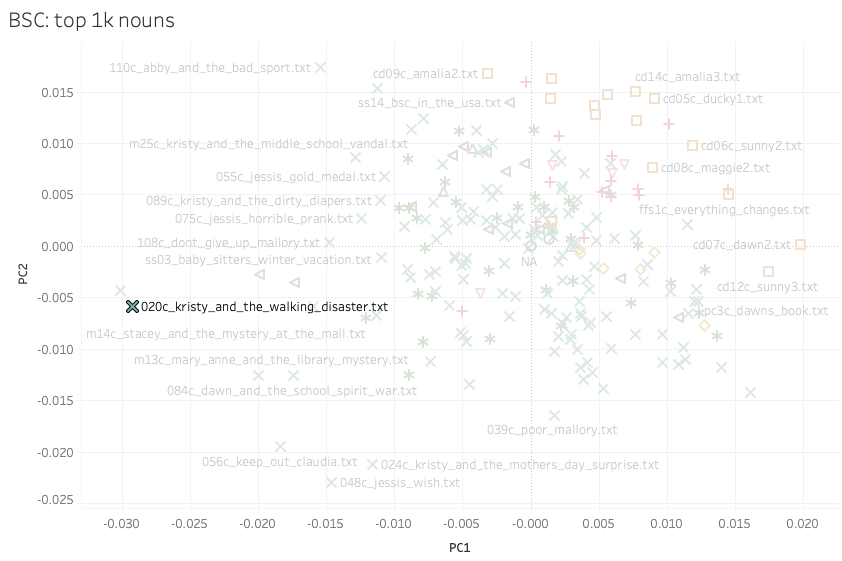 BSC: top 1k nouns
110c_abby_and_the_bad_sport.txt
cd09c_amalia2.txt
cd14c_amalia3.txt
0.015
ss14_bsc_in_the_usa.txt
cd05c_ducky1.txt
0.010
m25c_kristy_and_the_middle_school_vandal.txt
cd06c_sunny2.txt
055c_jessis_gold_medal.txt
cd08c_maggie2.txt
0.005
089c_kristy_and_the_dirty_diapers.txt
ffs1c_everything_changes.txt
075c_jessis_horrible_prank.txt
0.000
108c_dont_give_up_mallory.txt
cd07c_dawn2.txt
ss03_baby_sitters_winter_vacation.txt
NA
PC2
cd12c_sunny3.txt
-0.005
020c_kristy_and_the_walking_disaster.txt
pc3c_dawns_book.txt
m14c_stacey_and_the_mystery_at_the_mall.txt
-0.010
m13c_mary_anne_and_the_library_mystery.txt
084c_dawn_and_the_school_spirit_war.txt
-0.015
039c_poor_mallory.txt
-0.020
056c_keep_out_claudia.txt
024c_kristy_and_the_mothers_day_surprise.txt
048c_jessis_wish.txt
-0.025
-0.030 -0.025 -0.020 -0.015 -0.010 -0.005 -0.000 0.005 0.010 0.015 0.020
PC1